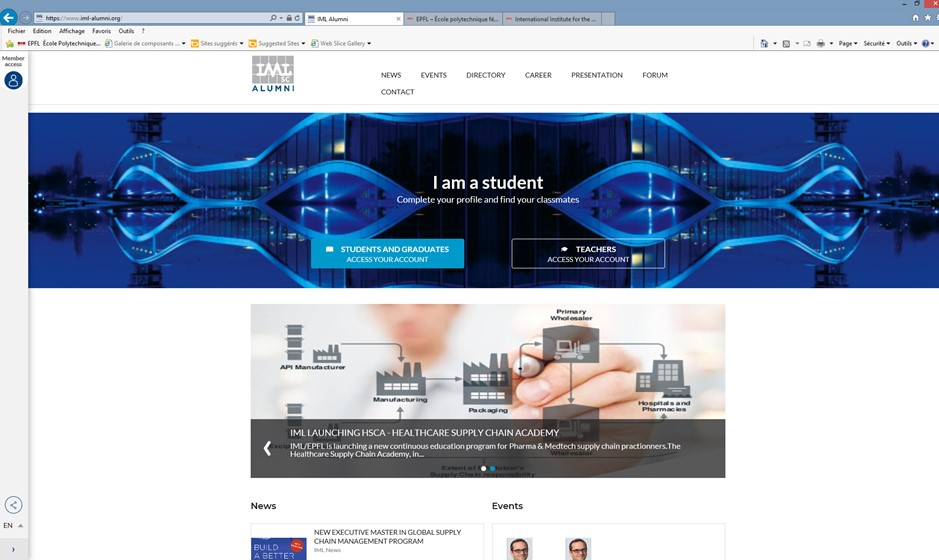 https://www.iml-alumni.org/
IML Alumni
EPFL – École polytechnique f...
International Institute for the ...
Fichier Edition Affichage Favoris Outils ?
EPFL École Polytechnique...
Galerie de composants ...
Sites suggérés
Suggested Sites
Web Slice Gallery
Page Sécurité Outils
Member
access
IML
SC
ALUMNI
NEWS EVENTS DIRECTORY CAREER PRESENTATION FORUM
CONTACT
I am a student
Complete your profile and find your classmates
STUDENTS AND GRADUATES
ACCESS YOUR ACCOUNT
TEACHERS
ACCESS YOUR ACCOUNT
Primary
Wholesaler
API Manufacturer
Manufacturing
Packaging
Hospitals and
Pharmacies
IML LAUNCHING HSCA - HEALTHCARE SUPPLY CHAIN ACADEMY
IML/EPFL is launching a new continuous education program for Pharma & Medtech supply chain practionners.The
Healthcare Supply Chain Academy, in...
Supply Chain responsibility
News
Events
NEW EXECUTIVE MASTER IN GLOBAL SUPPLY
CHAIN MANAGEMENT PROGRAM
IML News
BUILD
A BETTER
EN